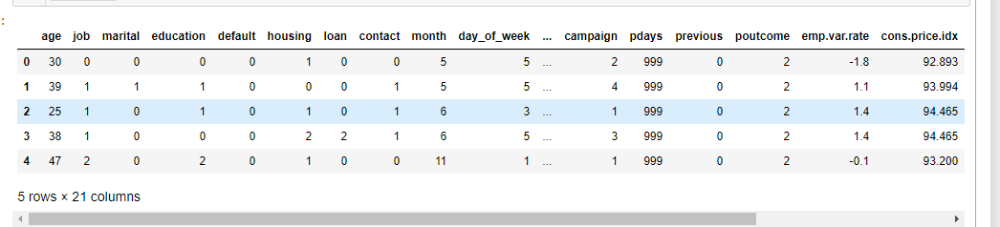 :
age job marital education default housing loan contact month day_of_week ... campaign pdays previous poutcome emp.var.rate cons.price.idx
0 30 0 0 0 0 1 0 0 5 5 ... 2 999 0 2 -1.8 92.893
1 39 1 1 1 0 0 0 1 5 5 ... 4 999 0 2 1.1 93.994
2 25 1 0 1 0 1 0 1 6 3 ... 1 999 0 2 1.4 94.465
3 38 1 0 0 0 2 2 1 6 5 ... 3 999 0 2 1.4 94.465
4 47 2 0 2 0 1 0 0 11 1 ... 1 999 0 2 -0.1 93.200
5 rows × 21 columns